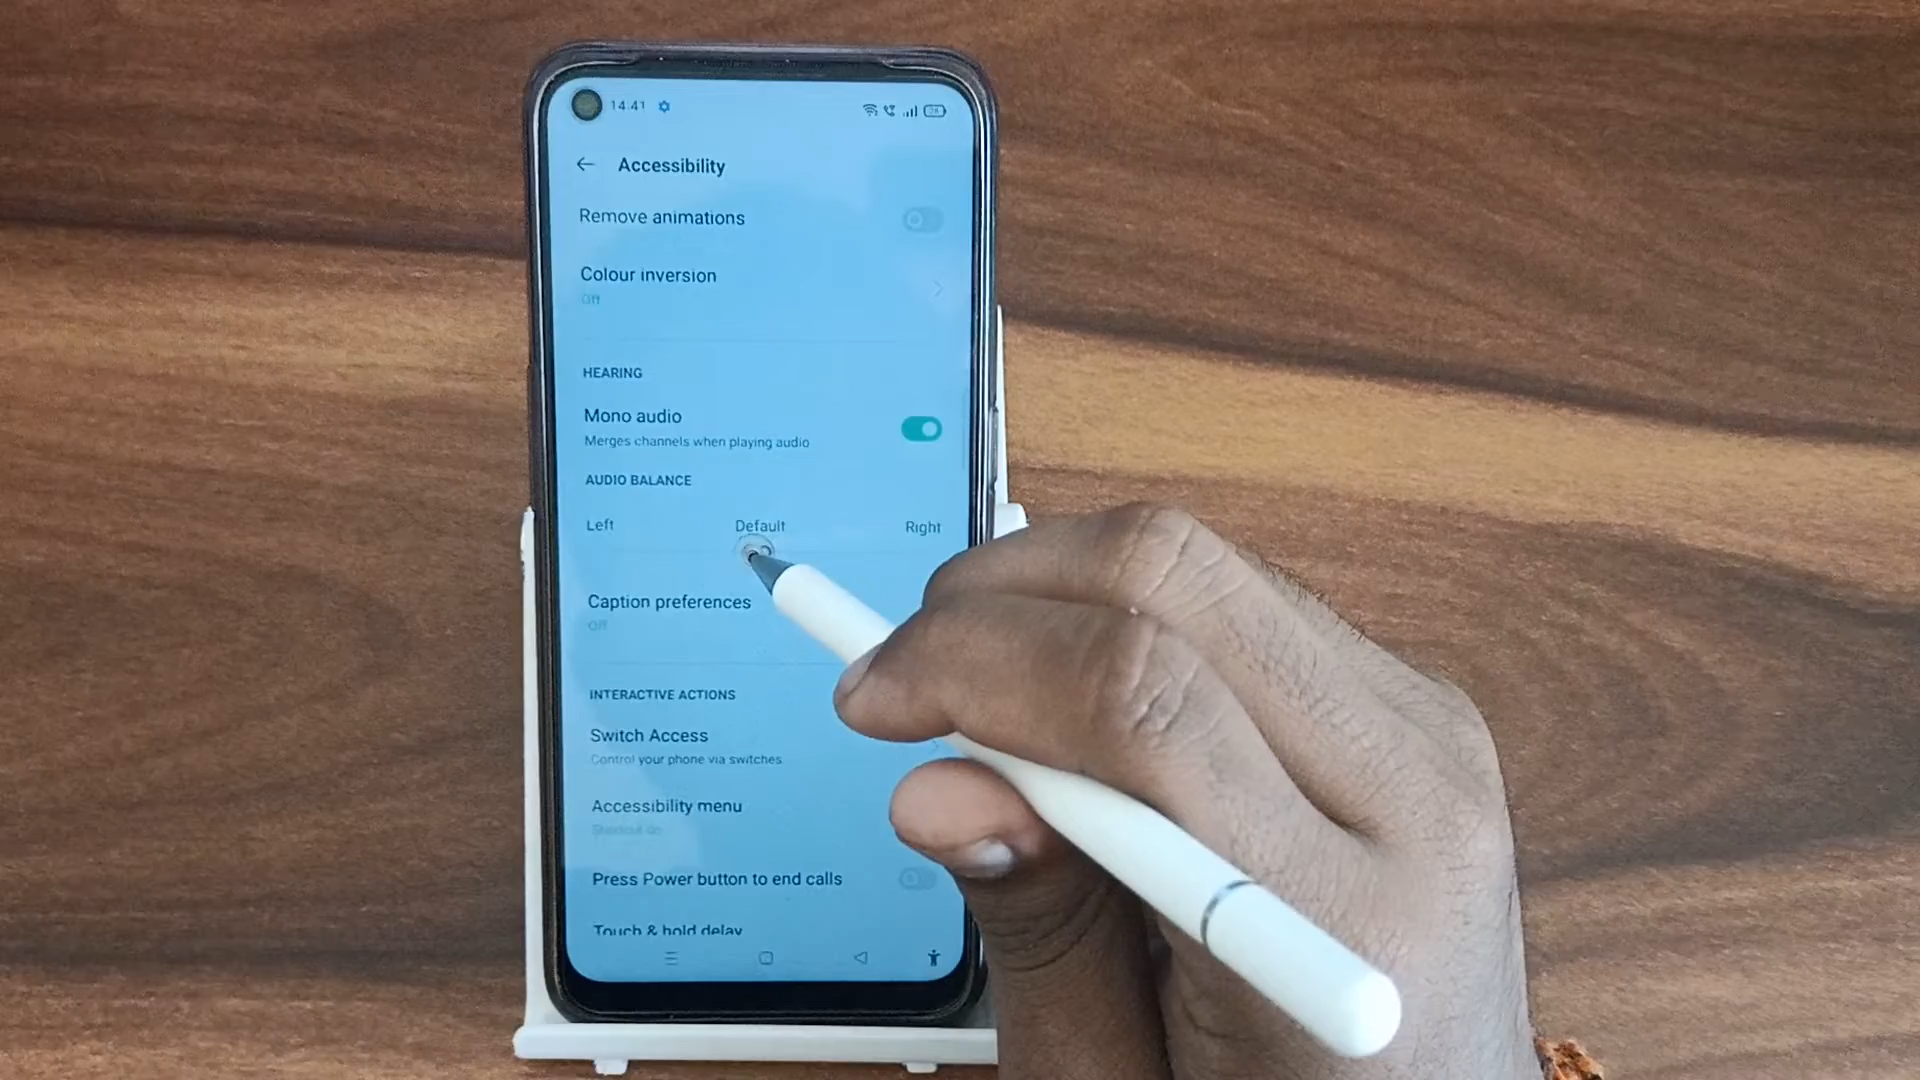 14.41
Accessibility
Remove animations
Colour inversion
Off
HEARING
Mono audio
Merges channels when playing audio
AUDIO BALANCE
Left Default Right
Caption preferences
Off
INTERACTIVE ACTIONS
Switch Access
Control your phone via switches
Accessibility menu
Shortcut on
Press Power button to end calls
Touch & hold delay